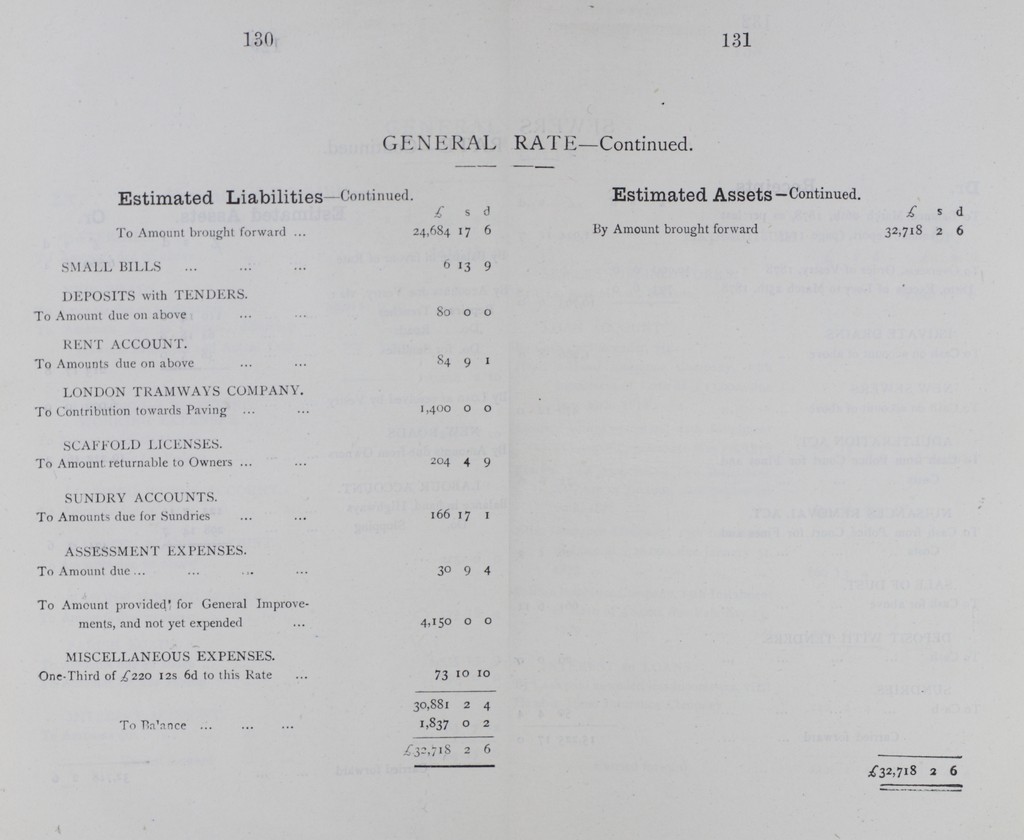 130
131
GENERAL RATE—Continued.
Estimated Liabilities—Continued.
£ s d
To Amount brought forward ... 24,684 17 6
SMALL BILLS ... ... ... 6 13 9
DEPOSITS with TENDERS.
To Amount due on above ... ... 80 0 0
RENT ACCOUNT.
To Amounts due on above ... ... 84 9 1
LONDON TRAMWAYS COMPANY.
To Contribution towards Paving ... ... 1,400 0 0
SCAFFOLD LICENSES.
To Amount returnable to Owners ... ... 204 4 9
SUNDRY ACCOUNTS.
To Amounts due for Sundries ... ... 166 17 1
ASSESSMENT EXPENSES.
To Amount due ... ... ... ... 30 9 4
To Amount provided for General Improve-
ments, and not yet expended ... 4,150 0 0
MISCELLANEOUS EXPENSES.
One-Third of £220 12s 6d to this Rate ... 73 10 10
30,881 2 4
To Balance ... ... ... 1,837 0 2
£32,718 2 6
Estimated Assets—Continued.
£ s d
By Amount brought forward 32,718 2 6
£32,718 2 6